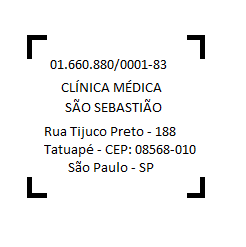 01.660.880/0001-83
CLÍNICA MÉDICA
SÃO SEBASTIÃO
Rua Tijuco Preto - 188
Tatuapé - CEP: 08568-010
São Paulo - SP